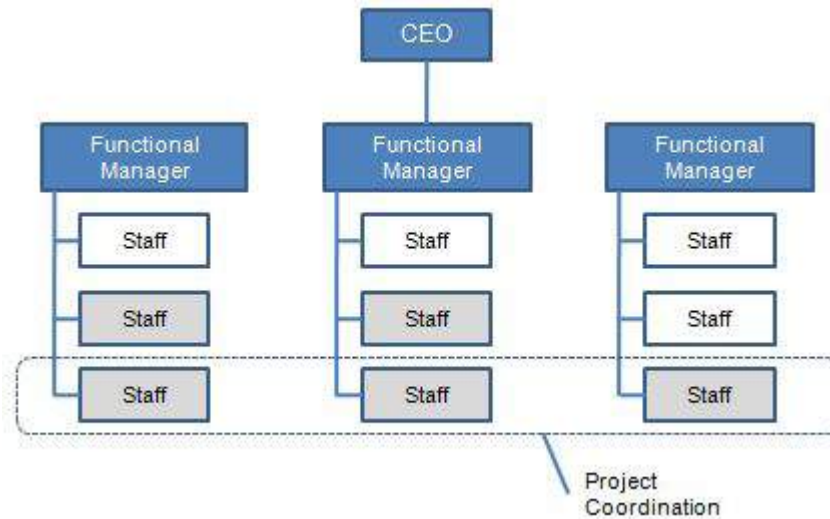 CEO
Functional
Manager
Functional
Manager
Functional
Manager
Staff
Staff
Staff
Staff
Staff
Staff
Staff
Staff
Staff
Project
Coordination